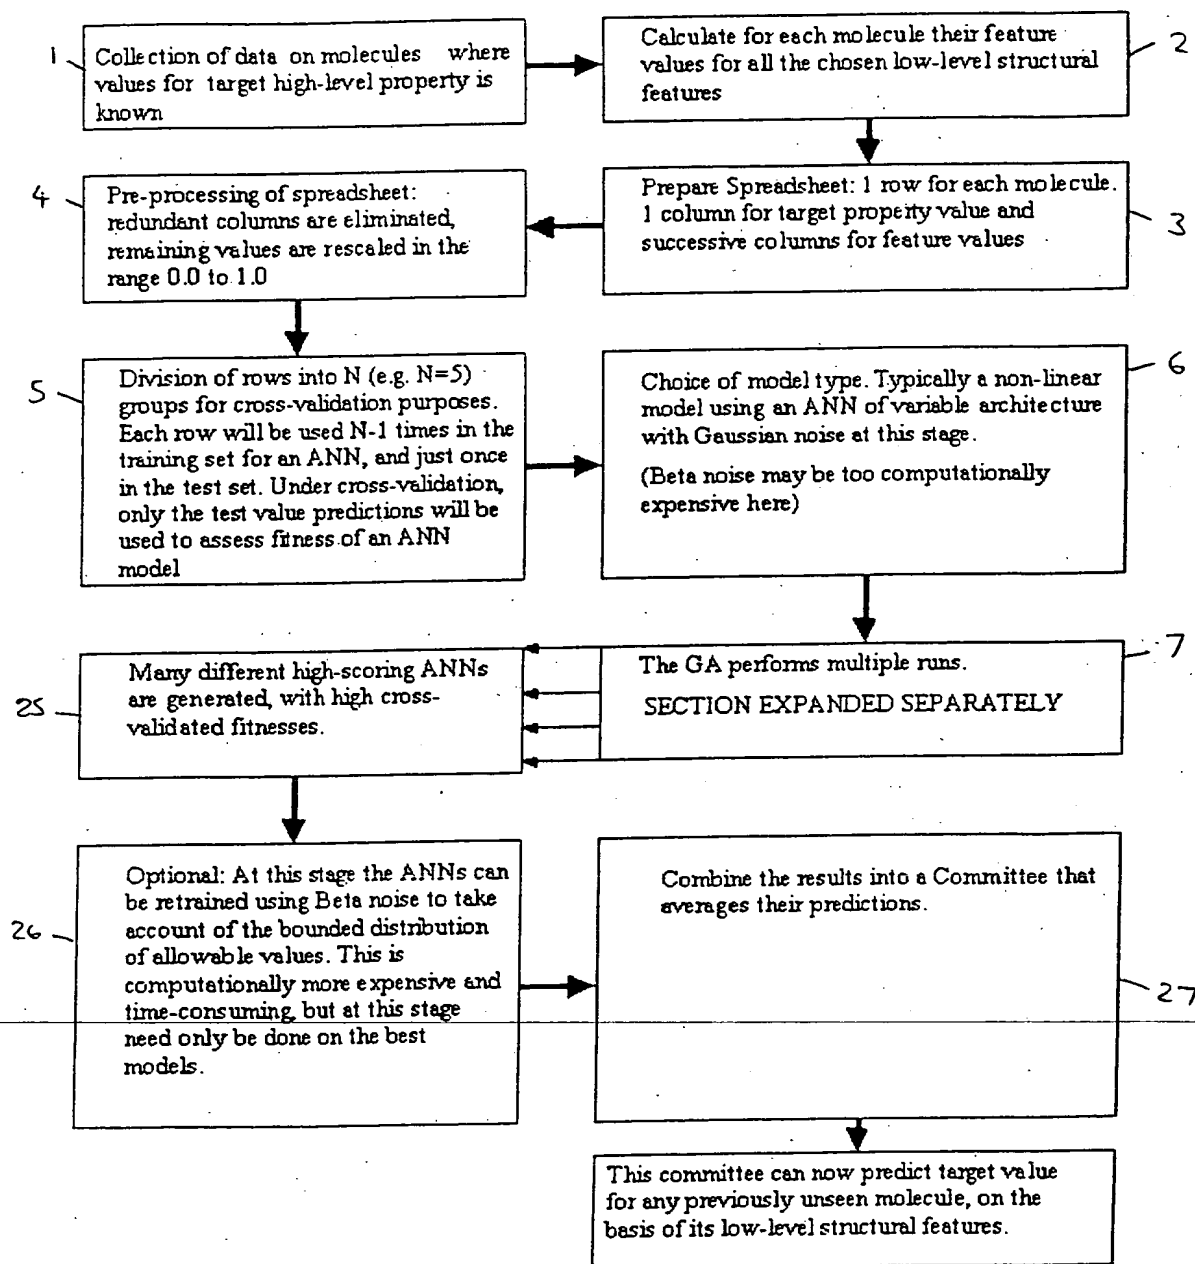 1
Collection of data on molecules where
values for target high-level property is
known
Calculate for each molecule their feature
values for all the chosen low-level structural
features
2
4
Pre-processing of spreadsheet:
redundant columns are eliminated,
remaining values are rescaled in the
range 0.0 to 1.0
Prepare Spreadsheet: 1 row for each molecule.
1 column for target property value and
successive columns for feature values
3
5
Division of rows into N (e.g. N=5)
groups for cross-validation purposes.
Each row will be used N-1 times in the
training set for an ANN, and just once
in the test set. Under cross-validation,
only the test value predictions will be
used to assess fitness of an ANN
model
Choice of model type. Typically a non-linear
model using an ANN of variable architecture
with Gaussian noise at this stage.
(Beta noise may be too computationally
expensive here)
6
25
Many different high-scoring ANNs
are generated, with high cross-
validated fitnesses.
The GA performs multiple runs.
SECTION EXPANDED SEPARATELY
7
26
Optional: At this stage the ANNs can
be retrained using Beta noise to take
account of the bounded distribution
of allowable values. This is
computationally more expensive and
time-consuming, but at this stage
need only be done on the best
models.
Combine the results into a Committee that
averages their predictions.
27
This committee can now predict target value
for any previously unseen molecule, on the
basis of its low-level structural features.